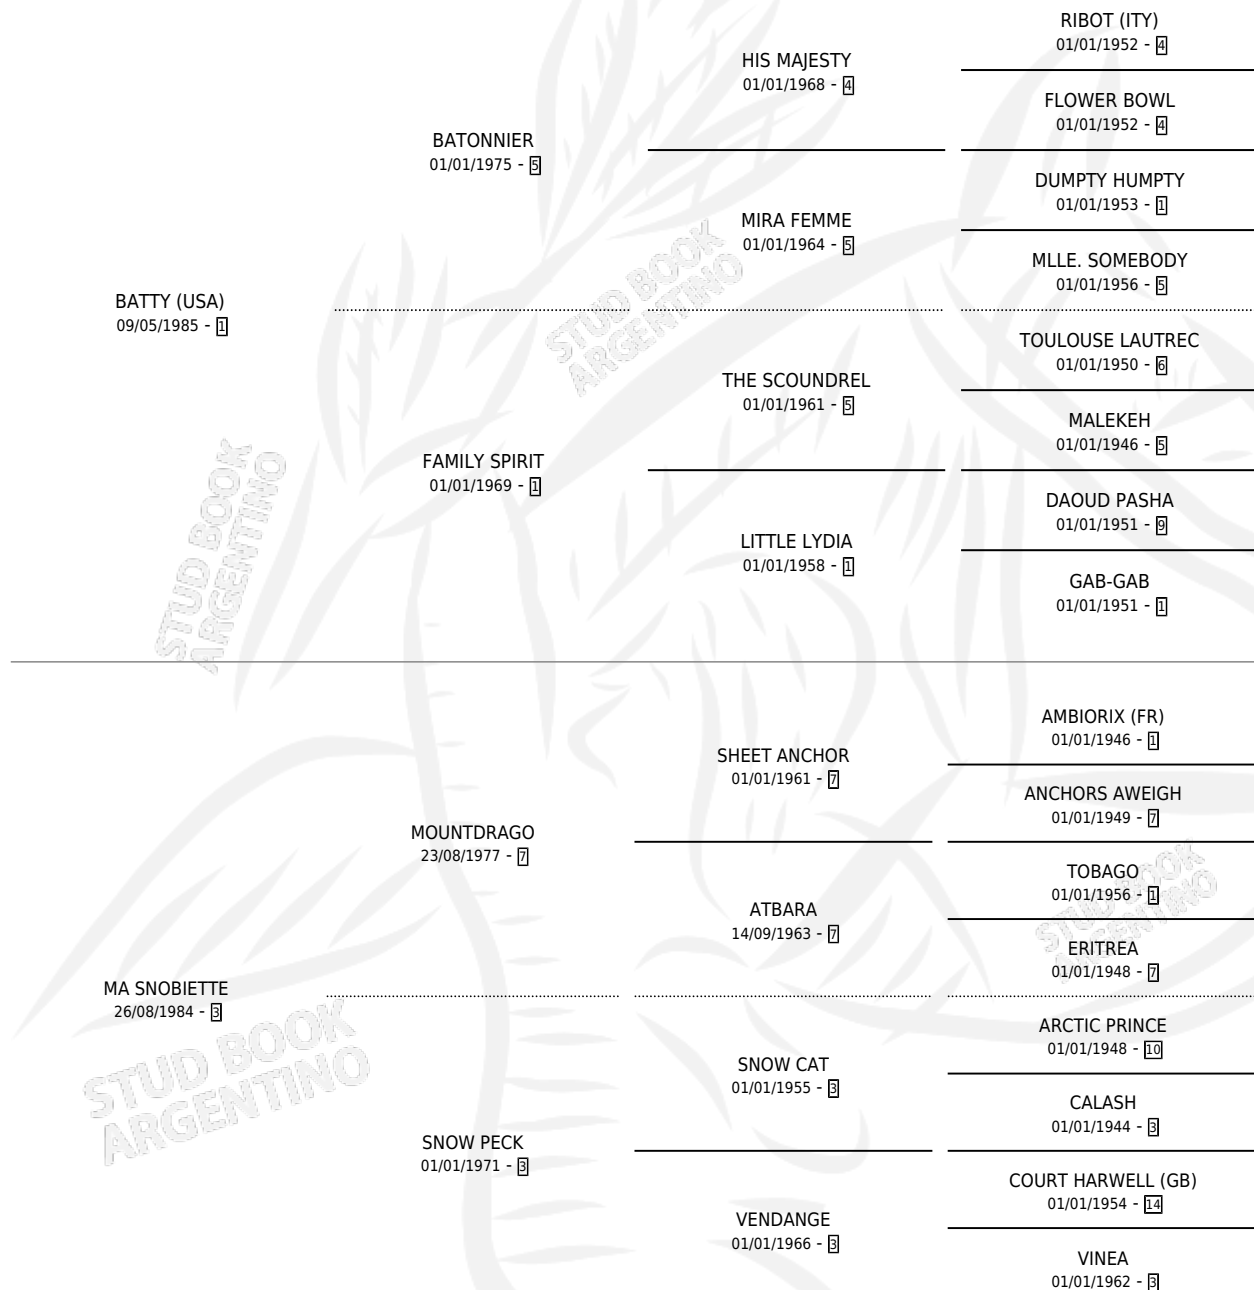 RIBOT (ITY)
01/01/1952 - 4
HIS MAJESTY
01/01/1968 - 4
FLOWER BOWL
01/01/1952 - 4
BATONNIER
01/01/1975 - 5
DUMPTY HUMPTY
01/01/1953 - 1
MIRA FEMME
01/01/1964 - 5
MLLE. SOMEBODY
01/01/1956 - 5
BATTY (USA)
09/05/1985 - 1
STUD BOOK
ARGENTINO
TOULOUSE LAUTREC
01/01/1950 - 6
THE SCOUNDREL
01/01/1961 - 5
MALEKEH
01/01/1946 - 5
FAMILY SPIRIT
01/01/1969 - 1
DAOUD PASHA
01/01/1951 - 9
LITTLE LYDIA
01/01/1958 - 1
GAB-GAB
01/01/1951 - 1
STUD BOOK
ARGENTINO
AMBIORIX (FR)
01/01/1946 - 1
SHEET ANCHOR
01/01/1961 - 7
ANCHORS AWEIGH
01/01/1949 - 7
MOUNTDRAGO
23/08/1977 - 7
TOBAGO
01/01/1956 - 1
ATBARA
14/09/1963 - 7
STUD BOOK
ARGENTINO
ERITREA
01/01/1948 - 7
MA SNOBIETTE
26/08/1984 - 3
STUD BOOK
ARGENTINO
ARCTIC PRINCE
01/01/1948 - 10
SNOW CAT
01/01/1955 - 3
CALASH
01/01/1944 - 3
SNOW PECK
01/01/1971 - 3
COURT HARWELL (GB)
01/01/1954 - 14
VENDANGE
01/01/1966 - 3
VINEA
01/01/1962 - 3